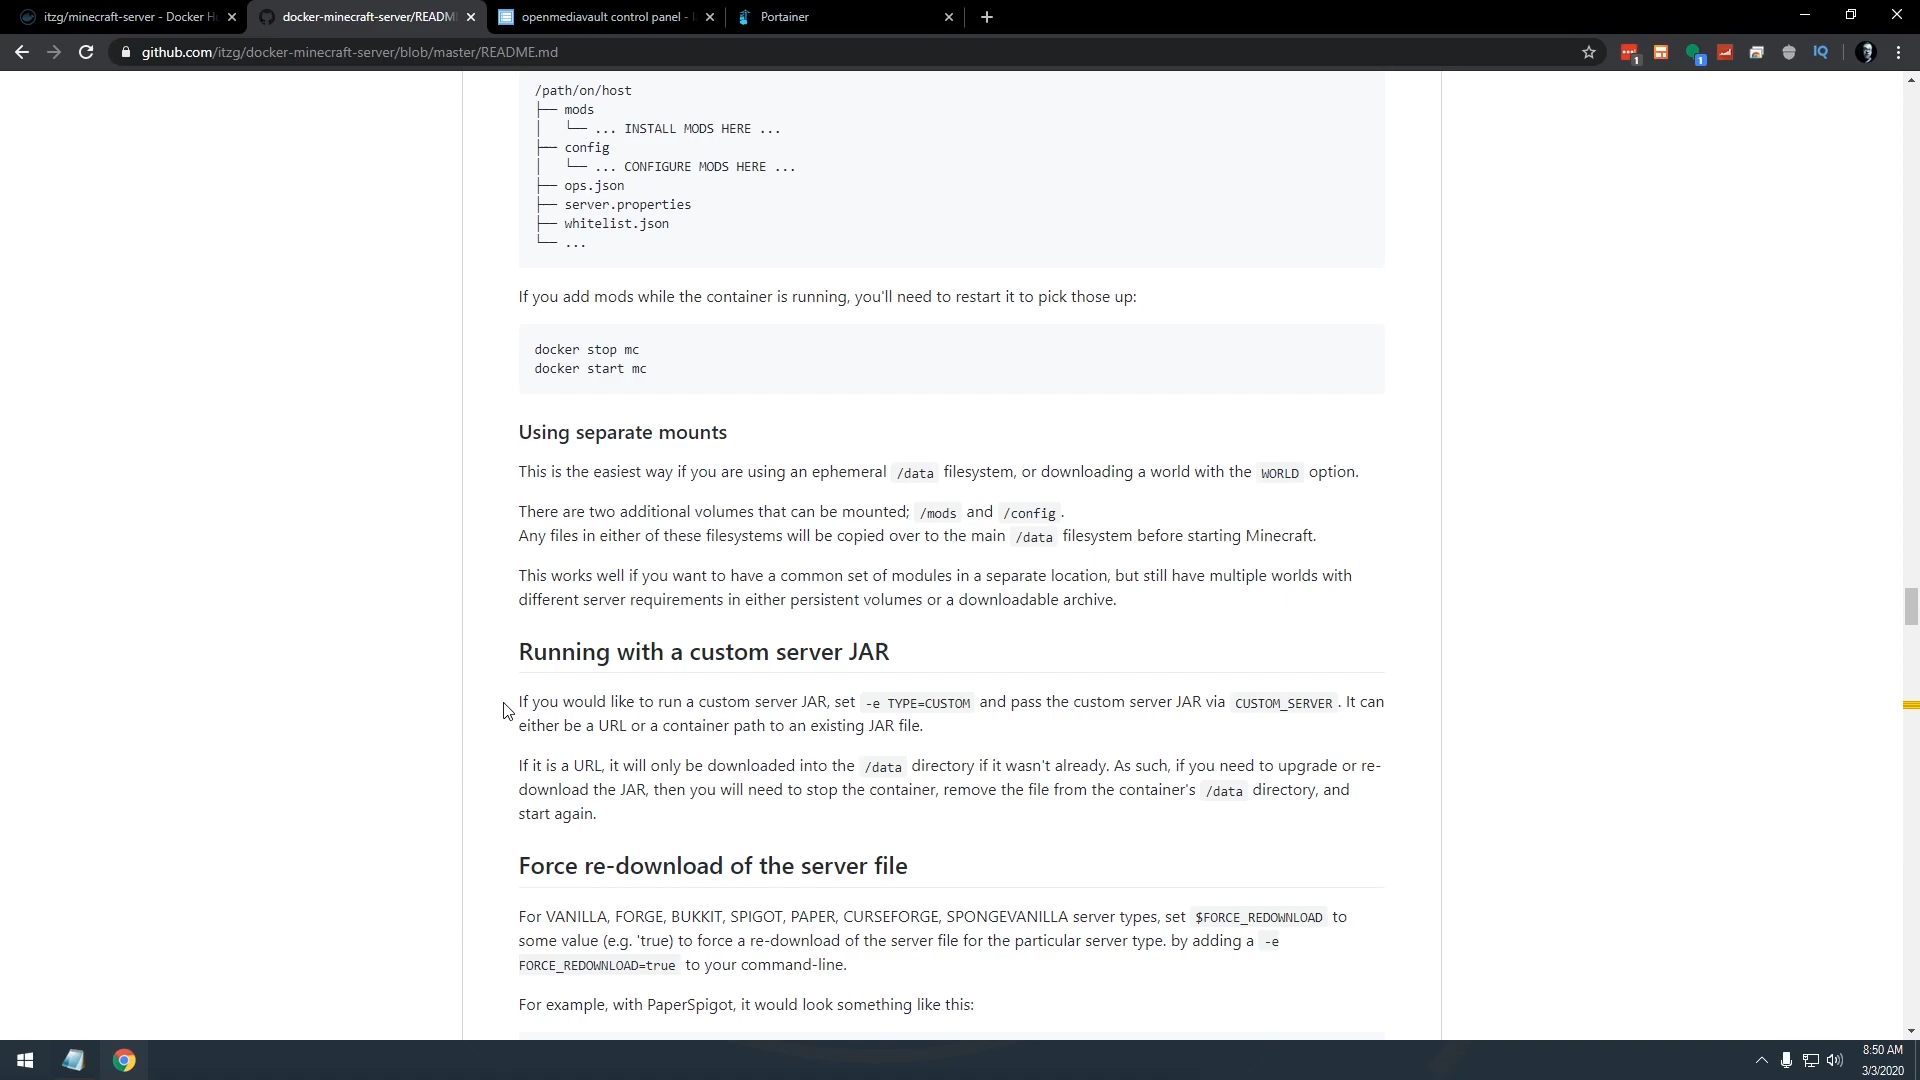 itzg/minecraft-server - Docker H
docker-minecraft-server/READM
openmediavault control panel -
Portainer
github.com/itzg/docker-minecraft-server/blob/master/README.md
1
1
IQ
/path/on/host
├── mods
│   └── ... INSTALL MODS HERE ...
├── config
│   └── ... CONFIGURE MODS HERE ...
├── ops.json
├── server.properties
├── whitelist.json
└── ...
If you add mods while the container is running, you'll need to restart it to pick those up:
docker stop mc
docker start mc
Using separate mounts
This is the easiest way if you are using an ephemeral /data filesystem, or downloading a world with the WORLD option.
There are two additional volumes that can be mounted; /mods and /config .
Any files in either of these filesystems will be copied over to the main /data filesystem before starting Minecraft.
This works well if you want to have a common set of modules in a separate location, but still have multiple worlds with
different server requirements in either persistent volumes or a downloadable archive.
Running with a custom server JAR
If you would like to run a custom server JAR, set -e TYPE=CUSTOM and pass the custom server JAR via CUSTOM_SERVER . It can
either be a URL or a container path to an existing JAR file.
If it is a URL, it will only be downloaded into the /data directory if it wasn't already. As such, if you need to upgrade or re-
download the JAR, then you will need to stop the container, remove the file from the container's /data directory, and
start again.
Force re-download of the server file
For VANILLA, FORGE, BUKKIT, SPIGOT, PAPER, CURSEFORGE, SPONGEVANILLA server types, set $FORCE_REDOWNLOAD to
some value (e.g. 'true) to force a re-download of the server file for the particular server type. by adding a -e
FORCE_REDOWNLOAD=true to your command-line.
For example, with PaperSpigot, it would look something like this:
8:50 AM
3/3/2020